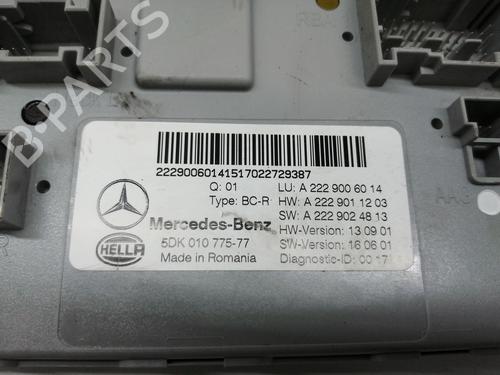 B-PARTS
22290060141517022729387
Q: 01 LU: A 222 900 60 14
Type: BC-R HW: A 222 901 12 03
Mercedes-Benz SW: A 222 902 48 13
HELLA 5DK 010 775-77 HW-Version: 13 09 01
Made in Romania SW-Version: 16 06 01
Diagnostic-ID: 00 17